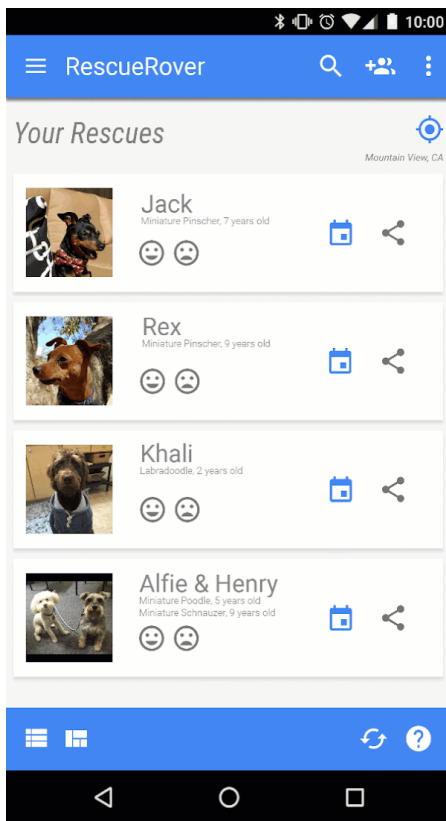 10:00
RescueRover
Your Rescues
Mountain View, CA
Jack
Miniature Pinscher, 7 years old
Rex
Miniature Pinscher, 9 years old
Khali
Labradoodle, 2 years old
Alfie & Henry
Miniature Poodle, 5 years old
Miniature Schnauzer, 9 years old